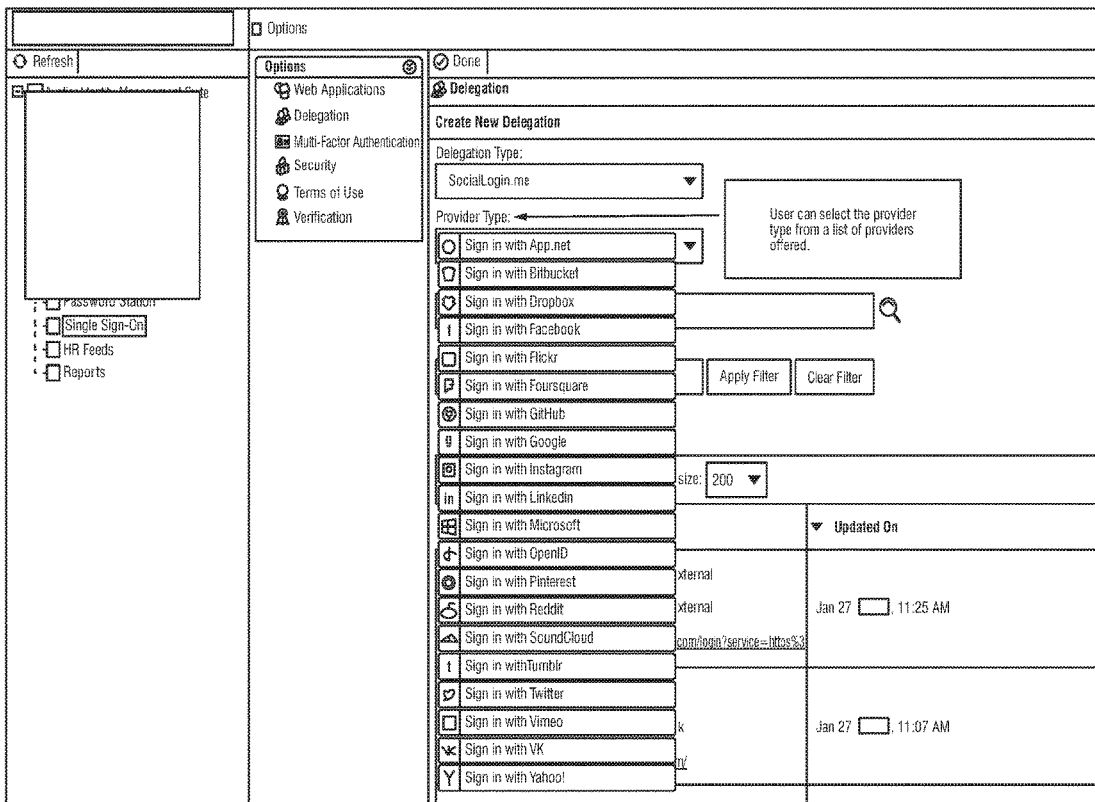 Options
Refresh
Options
Web Applications
Delegation
Multi-Factor Authentication
Security
Terms of Use
Verification
Password Station
Single Sign-On
HR Feeds
Reports
Done
Delegation
Create New Delegation
Delegation Type:
SocialLogin.me
Provider Type:
User can select the provider
type from a list of providers
offered.
Sign in with App.net
Sign in with Bitbucket
Sign in with Dropbox
f Sign in with Facebook
Sign in with Flickr
Sign in with Foursquare
Sign in with GitHub
g Sign in with Google
Sign in with Instagram
in Sign in with Linkedin
Sign in with Microsoft
Sign in with OpenID
Sign in with Pinterest
Sign in with Reddit
Sign in with SoundCloud
t Sign in withTumblr
Sign in with Twitter
Sign in with Vimeo
Sign in with VK
Y Sign in with Yahoo!
Apply Filter
Clear Filter
size: 200
Updated On
xternal
xternal
com/login?service=https%3
Jan 27 , 11:25 AM
k
m/
Jan 27 , 11:07 AM